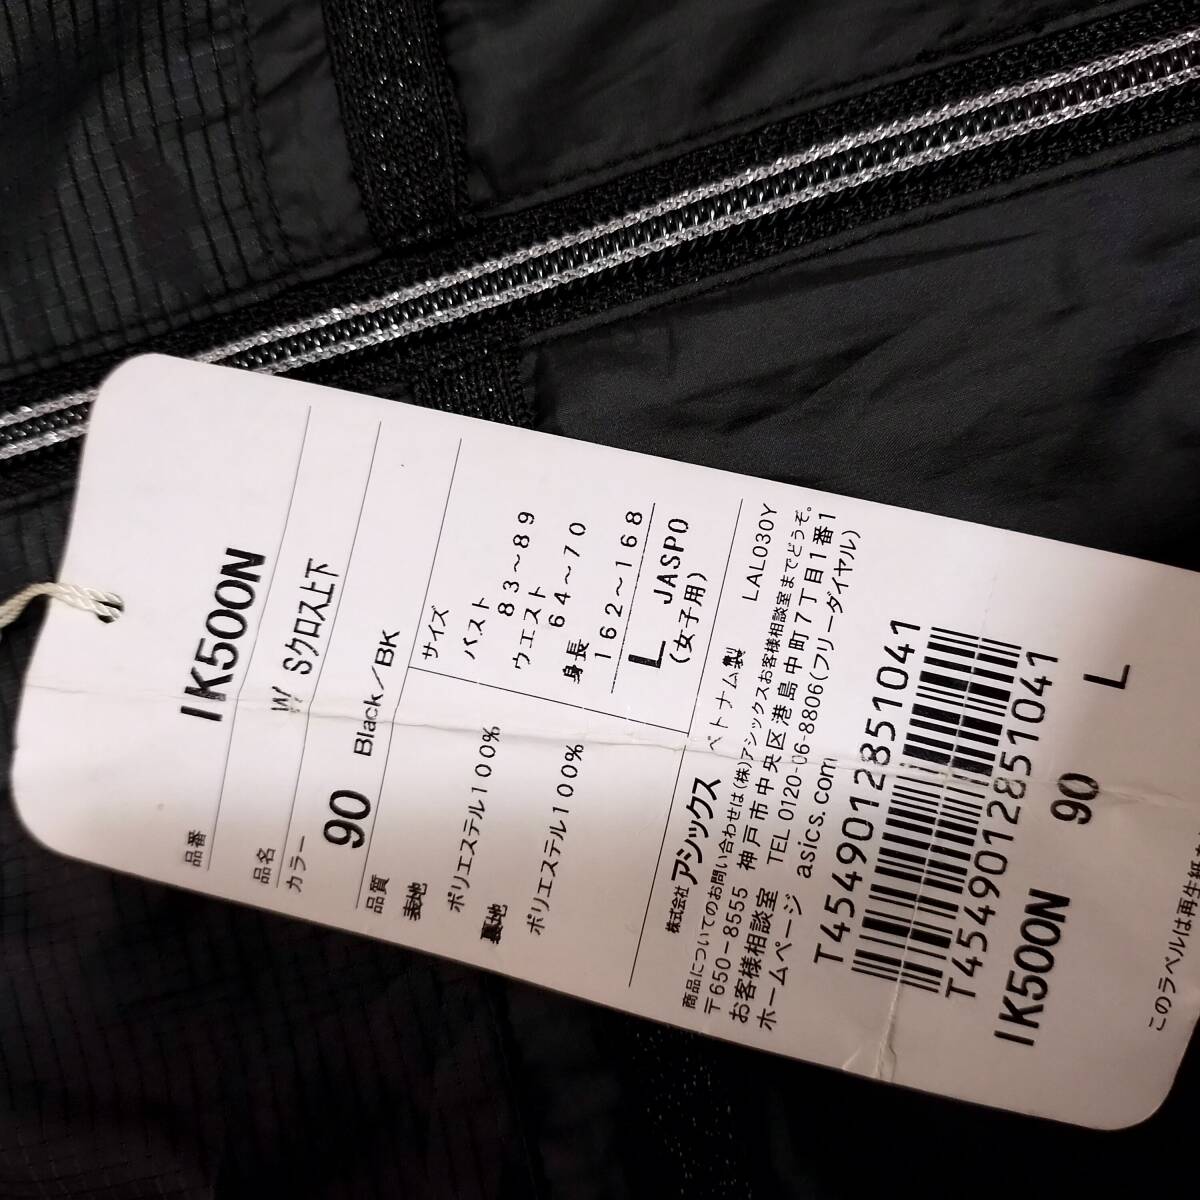 品番
IK500N
品名
W Sクロス上下
カラー
90 Black/BK
品質
表地
ポリエステル100%
裏地
ポリエステル100%
サイズ
バスト
83~89
ウエスト
64~70
身長
162~168
L JASPO
(女子用)
株式会社アシックス ベトナム製 LAL030Y
商品についてのお問い合わせは(株)アシックスお客様相談室までどうぞ。
〒650-8555 神戸市中央区港島中町7丁目1番1
お客様相談室 TEL 0120-06-8806(フリーダイヤル)
ホームページ asics.com
T4549012851041
T4549012851041
IK500N 90 L
このラベルは再生紙